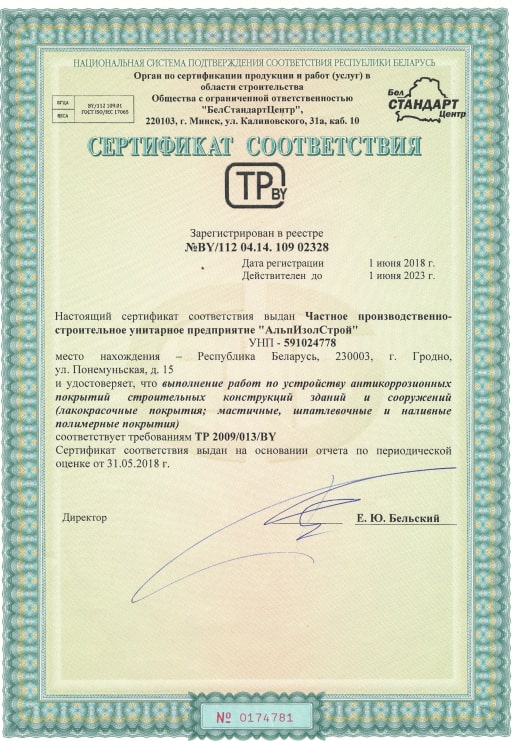 НАЦИОНАЛЬНАЯ СИСТЕМА ПОДТВЕРЖДЕНИЯ СООТВЕТСТВИЯ РЕСПУБЛИКИ БЕЛАРУСЬ
Орган по сертификации продукции и работ (услуг) в
области строительства
Общества с ограниченной ответственностью
"БелСтандартЦентр",
220103, г. Минск, ул. Калиновского, 31а, каб. 10
БГЦА
BY/112 109.01
ГОСТ ISO/IEC 17065
BCCA
Бел
СТАНДАРТ
Центр
СЕРТИФИКАТ СООТВЕТСТВИЯ
ТР BY
Зарегистрирован в реестре
№BY/112 04.14. 109 02328
Дата регистрации 1 июня 2018 г.
Действителен до 1 июня 2023 г.
Настоящий сертификат соответствия выдан Частное производственно-
строительное унитарное предприятие "АльпИзолСтрой"
УНП - 591024778
место нахождения – Республика Беларусь, 230003, г. Гродно,
ул. Понемуньская, д. 15
и удостоверяет, что выполнение работ по устройству антикоррозионных
покрытий строительных конструкций зданий и сооружений
(лакокрасочные покрытия; мастичные, шпатлевочные и наливные
полимерные покрытия)
соответствует требованиям ТР 2009/013/BY
Сертификат соответствия выдан на основании отчета по периодической
оценке от 31.05.2018 г.
Директор Е. Ю. Бельский
№ 0174781